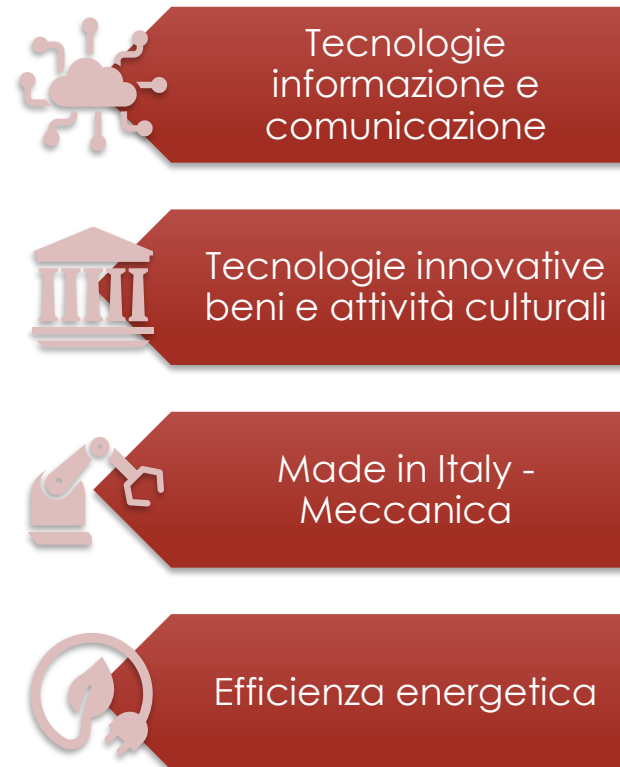 Tecnologie
informazione e
comunicazione
Tecnologie innovative
beni e attività culturali
Made in Italy -
Meccanica
Efficienza energetica